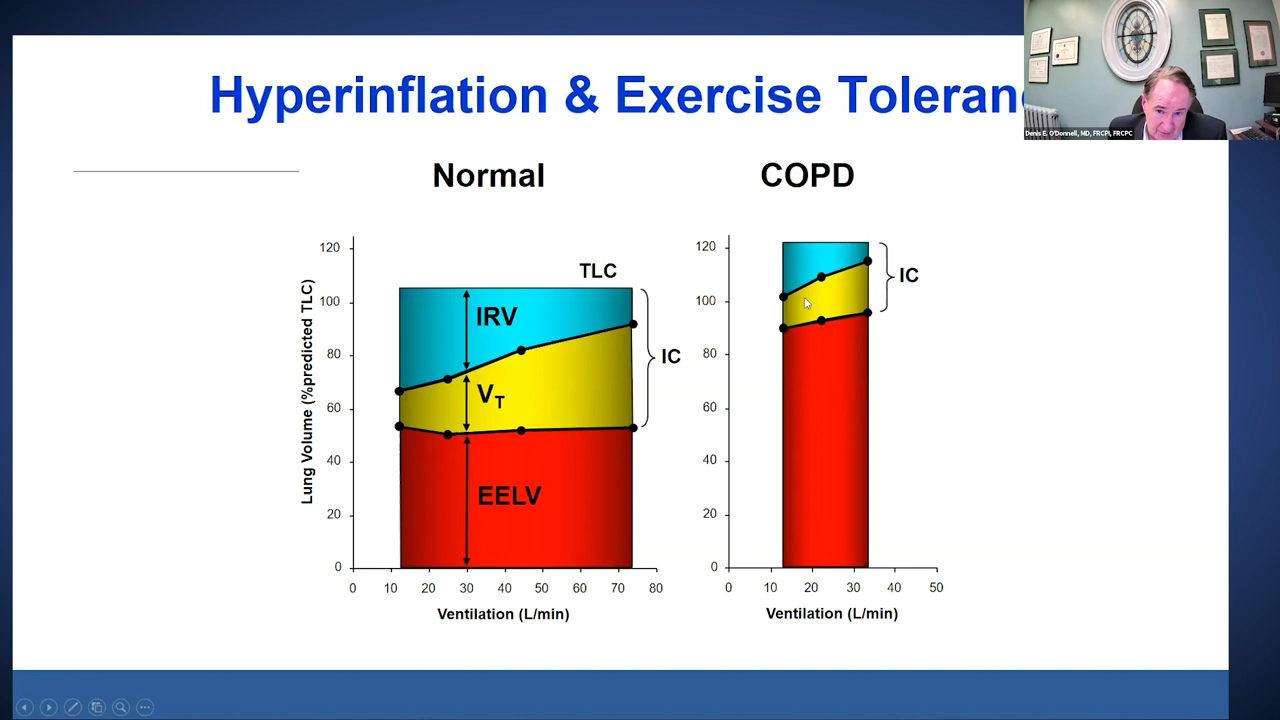 Hyperinflation & Exercise Toleran
Denis E. O'Donnell, MD, FRCPI, FRCPC
Normal
COPD
Lung Volume (%predicted TLC)
120
100
80
60
40
20
0
TLC
IRV
VT
EELV
IC
0 10 20 30 40 50 60 70 80
Ventilation (L/min)
120
100
80
60
40
20
0
IC
0 10 20 30 40 50
Ventilation (L/min)